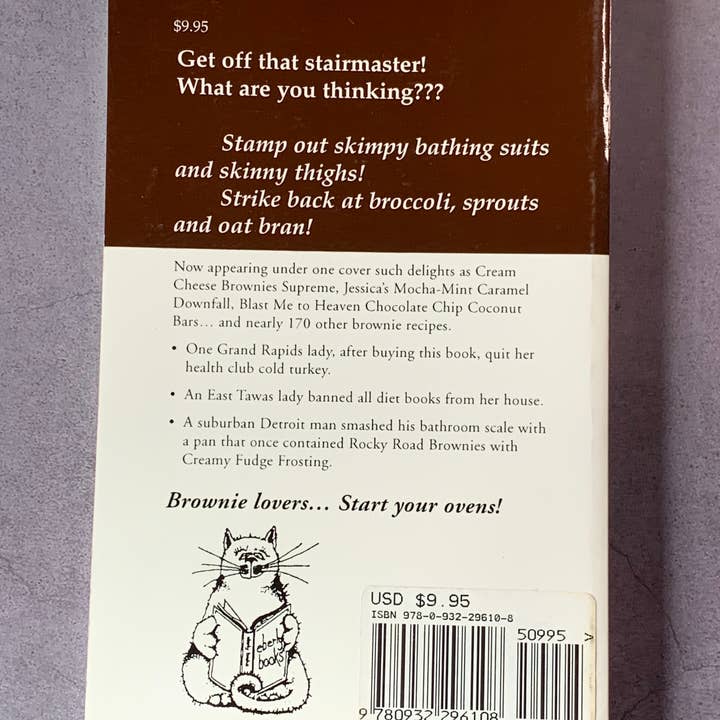 $9.95
Get off that stairmaster!
What are you thinking???
Stamp out skimpy bathing suits
and skinny thighs!
Strike back at broccoli, sprouts
and oat bran!
Now appearing under one cover such delights as Cream
Cheese Brownies Supreme, Jessica's Mocha-Mint Caramel
Downfall, Blast Me to Heaven Chocolate Chip Coconut
Bars... and nearly 170 other brownie recipes.
• One Grand Rapids lady, after buying this book, quit her
health club cold turkey.
• An East Tawas lady banned all diet books from her house.
• A suburban Detroit man smashed his bathroom scale with
a pan that once contained Rocky Road Brownies with
Creamy Fudge Frosting.
Brownie lovers... Start your ovens!
eberly
books
USD $9.95
ISBN 978-0-932-29610-8
50995
A
9 780932 296108